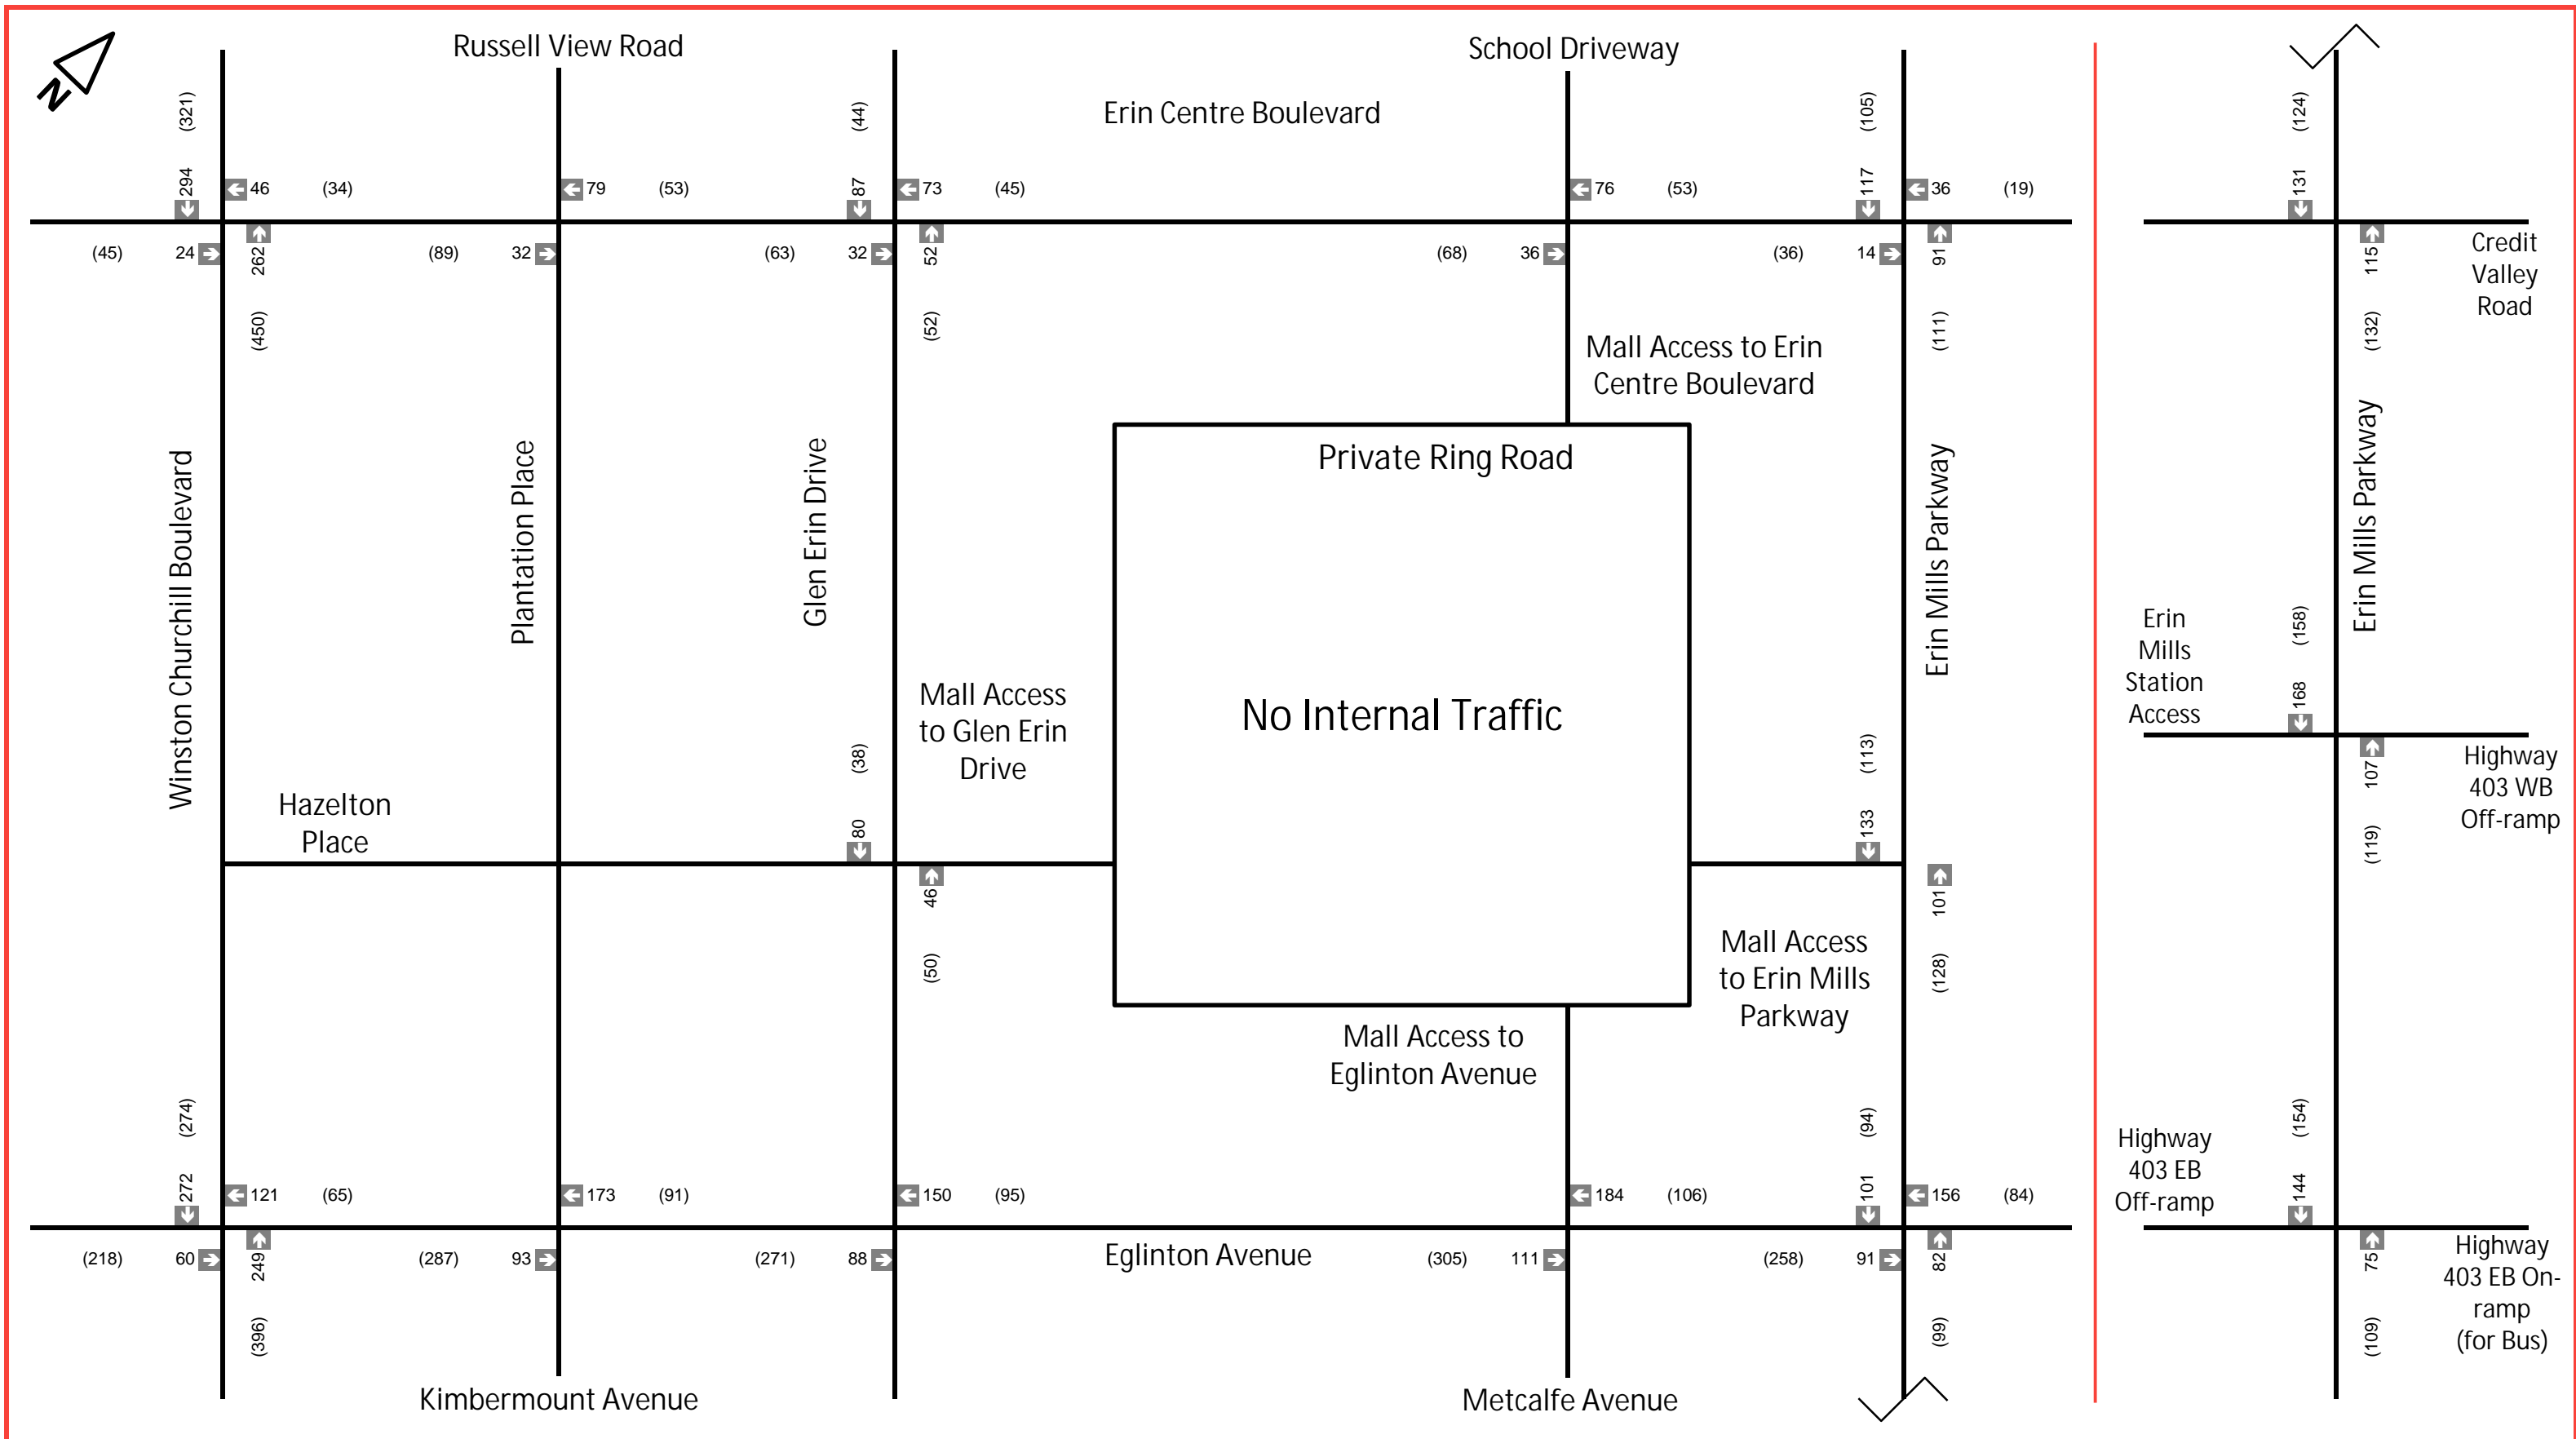 N
Russell View Road
School Driveway
Erin Centre Boulevard
(321)
294
46 (34)
79 (53)
(44)
87
73 (45)
76 (53)
(105)
117
36 (19)
(124)
131
(45) 24
262
(450)
(89) 32
(63) 32
52
(52)
(68) 36
(36) 14
91
(111)
115
(132)
Credit
Valley
Road
Mall Access to Erin
Centre Boulevard
Winston Churchill Boulevard
Plantation Place
Glen Erin Drive
Private Ring Road
No Internal Traffic
Erin Mills Parkway
Erin Mills Parkway
Mall Access
to Glen Erin
Drive
Hazelton
Place
(38)
80
46
(50)
(113)
133
101
(128)
Erin
Mills
Station
Access
(158)
168
107
(119)
Highway
403 WB
Off-ramp
Mall Access
to Erin Mills
Parkway
Mall Access to
Eglinton Avenue
(274)
272
121 (65)
173 (91)
150 (95)
184 (106)
(94)
101
156 (84)
Highway
403 EB
Off-ramp
(154)
144
(218) 60
249
(396)
(287) 93
(271) 88
Eglinton Avenue
(305) 111
(258) 91
82
(99)
75
(109)
Highway
403 EB On-
ramp
(for Bus)
Kimbermount Avenue
Metcalfe Avenue